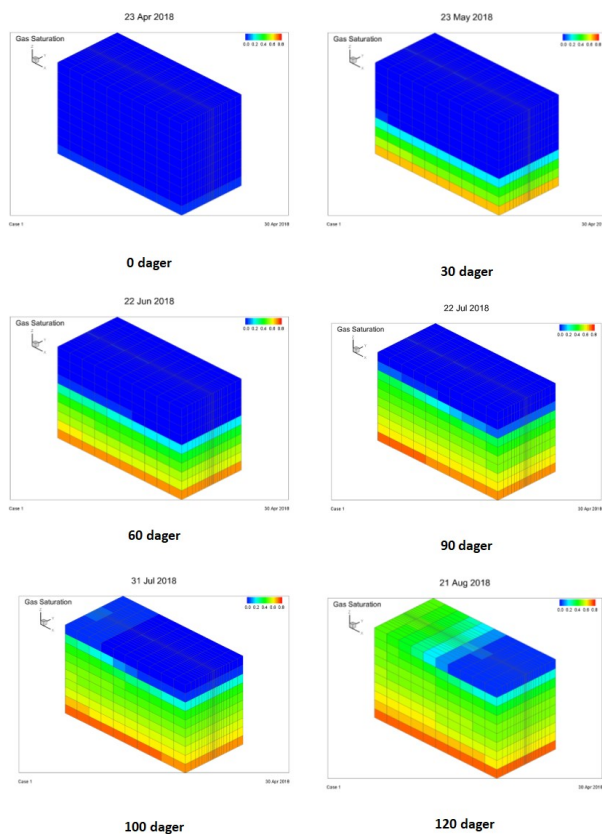 23 Apr 2018
23 May 2018
Gas Saturation
0.0 0.2 0.4 0.6 0.8
Gas Saturation
0.0 0.2 0.4 0.6 0.8
Case 1
30 Apr 2018
Case 1
30 Apr 2018
0 dager
30 dager
22 Jun 2018
22 Jul 2018
Gas Saturation
0.0 0.2 0.4 0.6 0.8
Gas Saturation
0.0 0.2 0.4 0.6 0.8
Case 1
30 Apr 2018
Case 1
30 Apr 2018
60 dager
90 dager
31 Jul 2018
21 Aug 2018
Gas Saturation
0.0 0.2 0.4 0.6 0.8
Gas Saturation
0.0 0.2 0.4 0.6 0.8
Case 1
30 Apr 2018
Case 1
30 Apr 2018
100 dager
120 dager